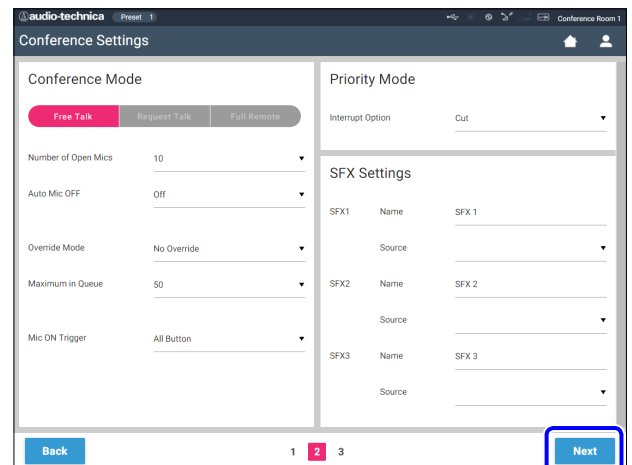 audio-technica Preset 1 Conference Room 1
Conference Settings
Conference Mode
Free Talk Request Talk Full Remote
Number of Open Mics 10
Auto Mic OFF Off
Override Mode No Override
Maximum in Queue 50
Mic ON Trigger All Button
Priority Mode
Interrupt Option Cut
SFX Settings
SFX1 Name SFX 1
Source
SFX2 Name SFX 2
Source
SFX3 Name SFX 3
Source
Back 1 2 3 Next